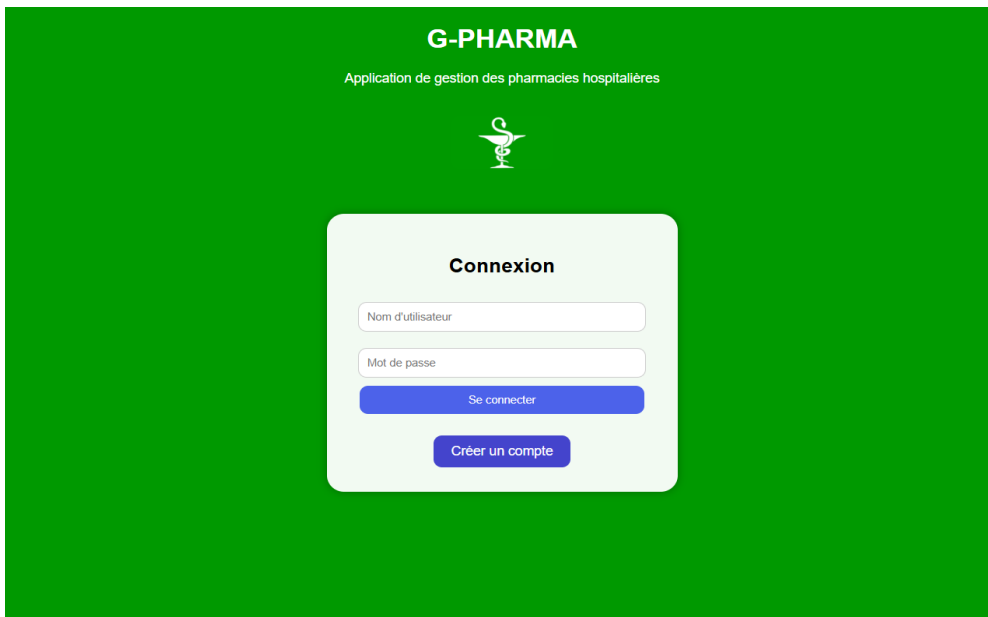 G-PHARMA
Application de gestion des pharmacies hospitalières
Connexion
Nom d'utilisateur
Mot de passe
Se connecter
Créer un compte